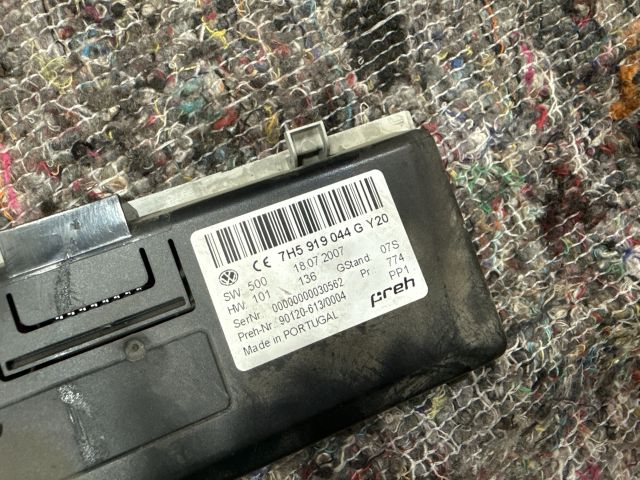 CE 7H5 919 044 G Y20
SW 500 18.07.2007
HW 101 136 GStand 07S
SerNr. 00000000030562 Pr 774
Preh-Nr. 90120-613/0004 PP1
Made in PORTUGAL preh